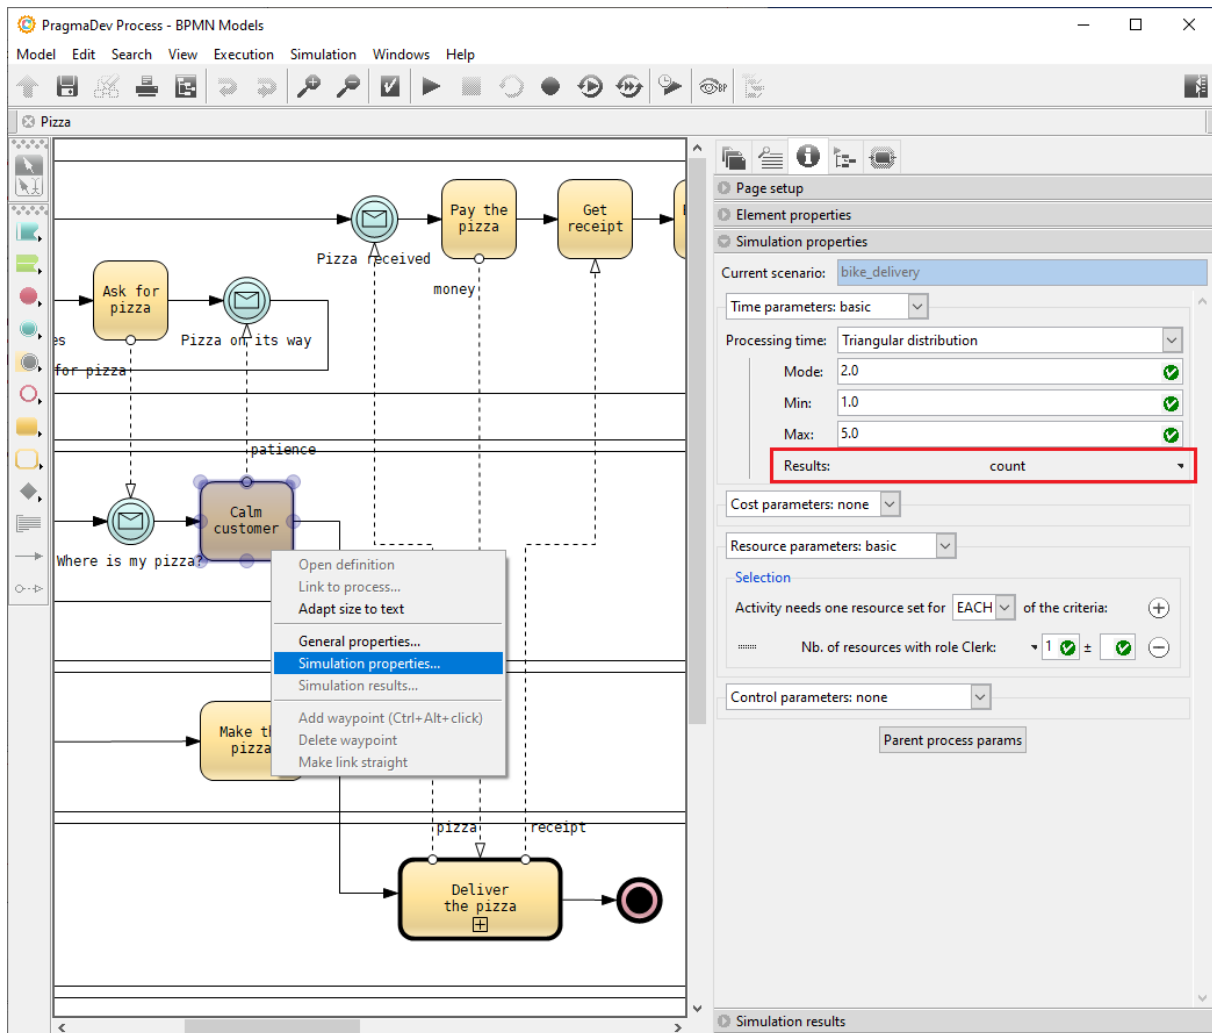 PragmaDev Process - BPMN Models
Model Edit Search View Execution Simulation Windows Help
BP
Pizza
Pay the
pizza
Get
receipt
Pizza received
money
Ask for
pizza
Pizza on its way
es
for pizza
patience
Calm
customer
Where is my pizza?
Open definition
Link to process...
Adapt size to text
General properties...
Simulation properties...
Simulation results...
Add waypoint (Ctrl+Alt+click)
Delete waypoint
Make link straight
Make th
pizza
pizza
receipt
Deliver
the pizza
Page setup
Element properties
Simulation properties
Current scenario: bike_delivery
Time parameters: basic
Processing time: Triangular distribution
Mode: 2.0
Min: 1.0
Max: 5.0
Results: count
Cost parameters: none
Resource parameters: basic
Selection
Activity needs one resource set for EACH of the criteria:
Nb. of resources with role Clerk: 1 ±
Control parameters: none
Parent process params
Simulation results